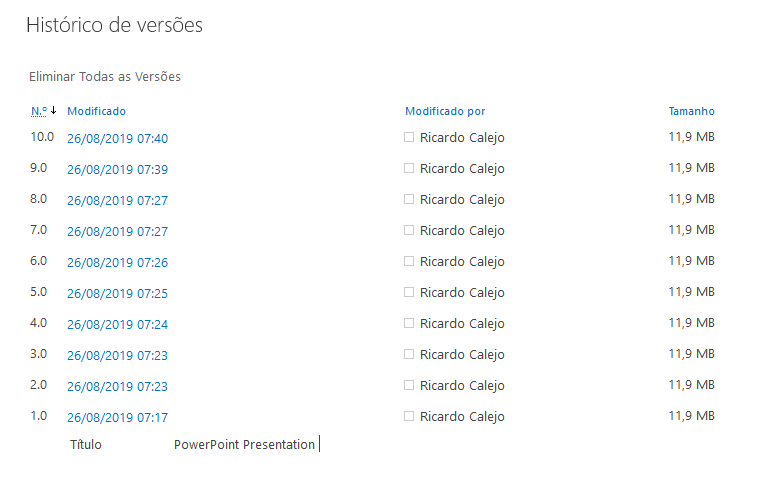 Histórico de versões
Eliminar Todas as Versões
N.º↓ Modificado Modificado por Tamanho
10.0 26/08/2019 07:40 Ricardo Calejo 11,9 MB
9.0 26/08/2019 07:39 Ricardo Calejo 11,9 MB
8.0 26/08/2019 07:27 Ricardo Calejo 11,9 MB
7.0 26/08/2019 07:27 Ricardo Calejo 11,9 MB
6.0 26/08/2019 07:26 Ricardo Calejo 11,9 MB
5.0 26/08/2019 07:25 Ricardo Calejo 11,9 MB
4.0 26/08/2019 07:24 Ricardo Calejo 11,9 MB
3.0 26/08/2019 07:23 Ricardo Calejo 11,9 MB
2.0 26/08/2019 07:23 Ricardo Calejo 11,9 MB
1.0 26/08/2019 07:17 Ricardo Calejo 11,9 MB
Título PowerPoint Presentation